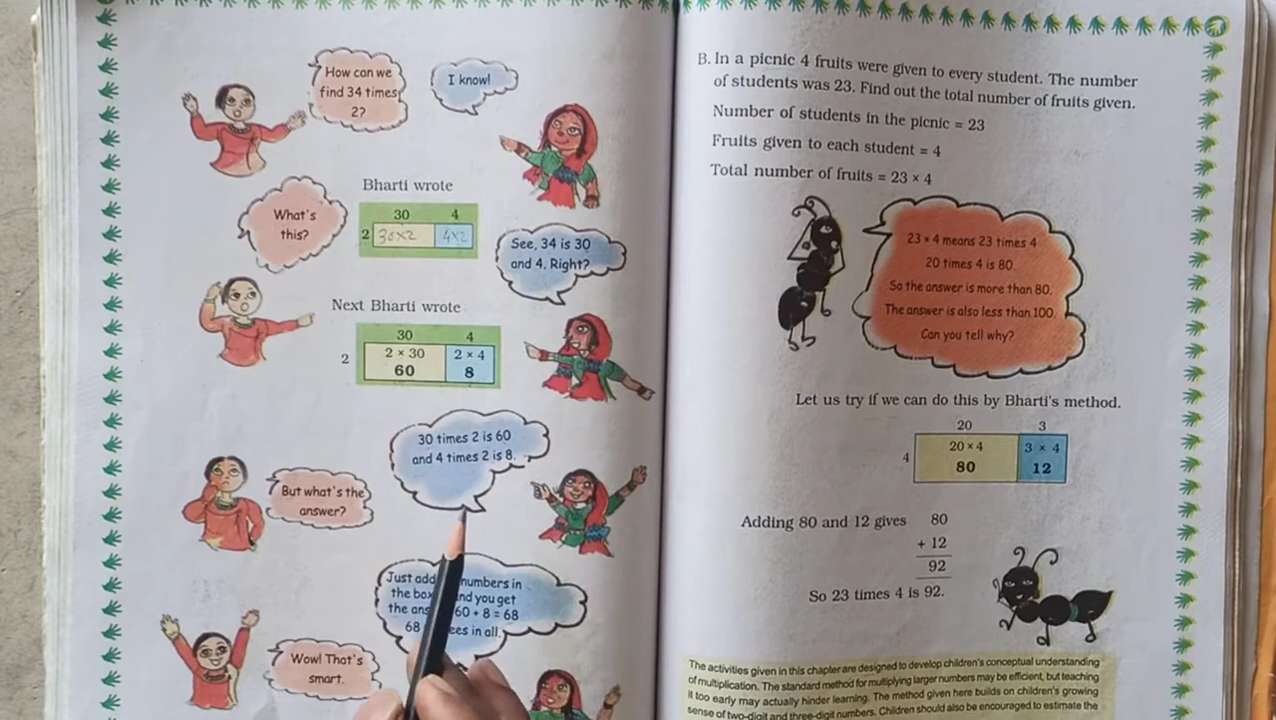 How can we
find 34 times
2?
I know!
Bharti wrote
What's
this?
30 4
2 30×2 4×2
See, 34 is 30
and 4. Right?
Next Bharti wrote
30 4
2 2 × 30 2 × 4
60 8
30 times 2 is 60
and 4 times 2 is 8.
But what's the
answer?
Just add numbers in
the nd you get
the 60 + 8 = 68
68 in all.
Wow! That's
smart.
B. In a picnic 4 fruits were given to every student. The number
of students was 23. Find out the total number of fruits given.
Number of students in the picnic = 23
Fruits given to each student = 4
Total number of fruits = 23 × 4
23 × 4 means 23 times 4
20 times 4 is 80.
So the answer is more than 80.
The answer is also less than 100.
Can you tell why?
Let us try if we can do this by Bharti's method.
20 3
4 20 × 4 3 × 4
80 12
Adding 80 and 12 gives 80
+ 12
92
So 23 times 4 is 92.
The activities given in this chapter are designed to develop children's conceptual understanding
of multiplication. The standard method for multiplying larger numbers may be efficient, but teaching
it too early may actually hinder learning. The method given here builds on children's growing
sense of two-digit and three-digit numbers. Children should also be encouraged to estimate the